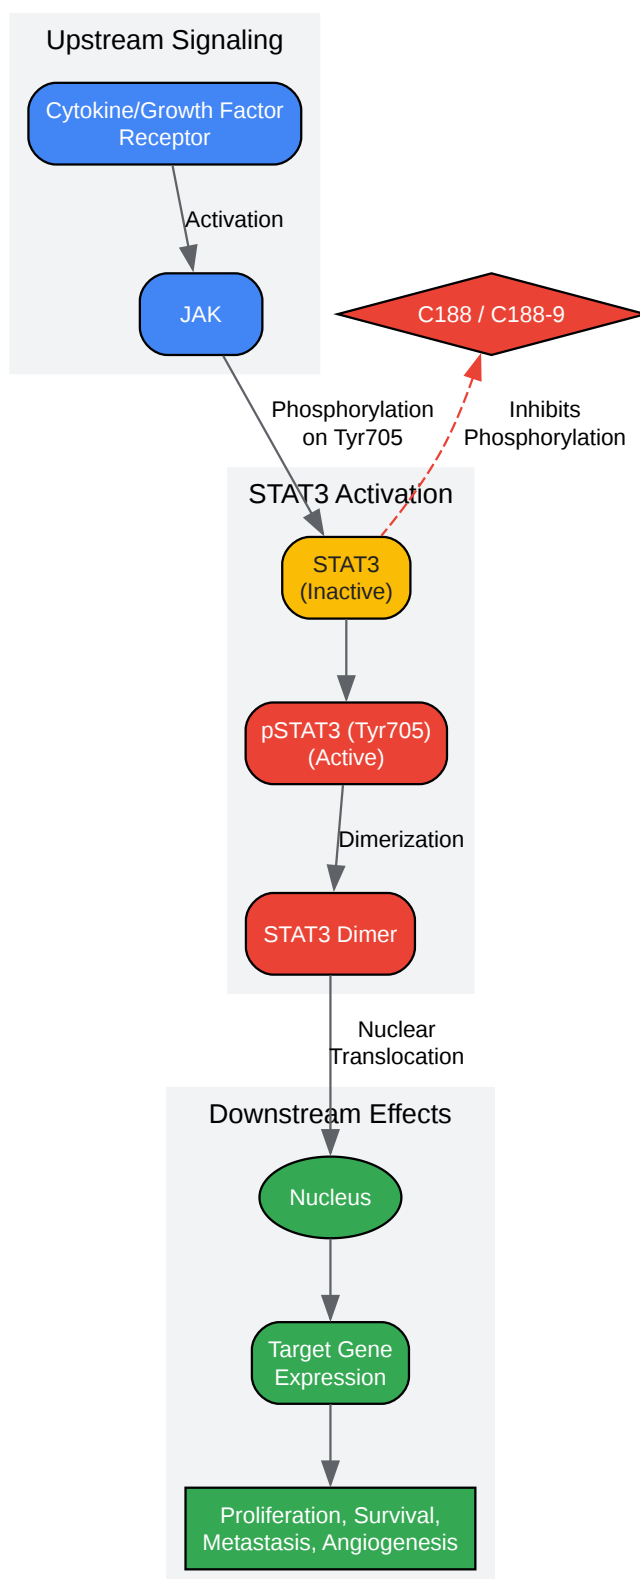 Upstream Signaling
Cytokine/Growth Factor
Receptor
Activation
JAK
C188 / C188-9
Phosphorylation
on Tyr705
Inhibits
Phosphorylation
STAT3 Activation
STAT3
(Inactive)
pSTAT3 (Tyr705)
(Active)
Dimerization
STAT3 Dimer
Nuclear
Translocation
Downstream Effects
Nucleus
Target Gene
Expression
Proliferation, Survival,
Metastasis, Angiogenesis